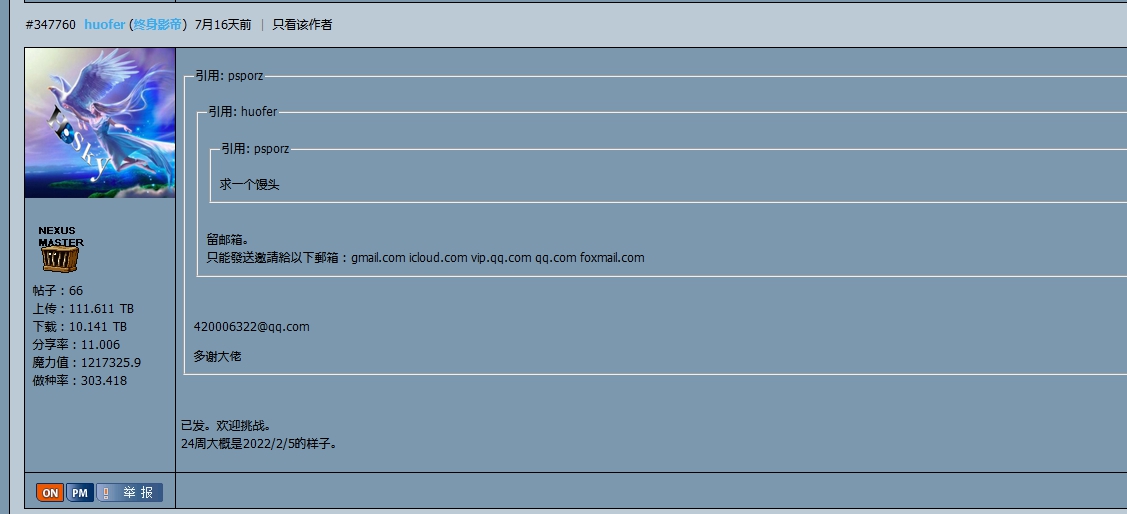 #347760 huofer (终身影帝) 7月16天前 | 只看该作者
Hosky
引用: psporz
引用: huofer
引用: psporz
求一个馒头
留邮箱。
只能發送邀請給以下郵箱：gmail.com icloud.com vip.qq.com qq.com foxmail.com
420006322@qq.com
多谢大佬
NEXUS
MASTER
帖子：66
上传：111.611 TB
下载：10.141 TB
分享率：11.006
魔力值：1217325.9
做种率：303.418
已发。欢迎挑战。
24周大概是2022/2/5的样子。
ON PM ! 举报